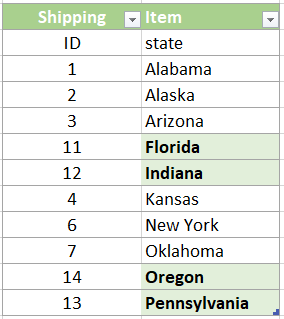 Shipping Item
ID state
1 Alabama
2 Alaska
3 Arizona
11 Florida
12 Indiana
4 Kansas
6 New York
7 Oklahoma
14 Oregon
13 Pennsylvania